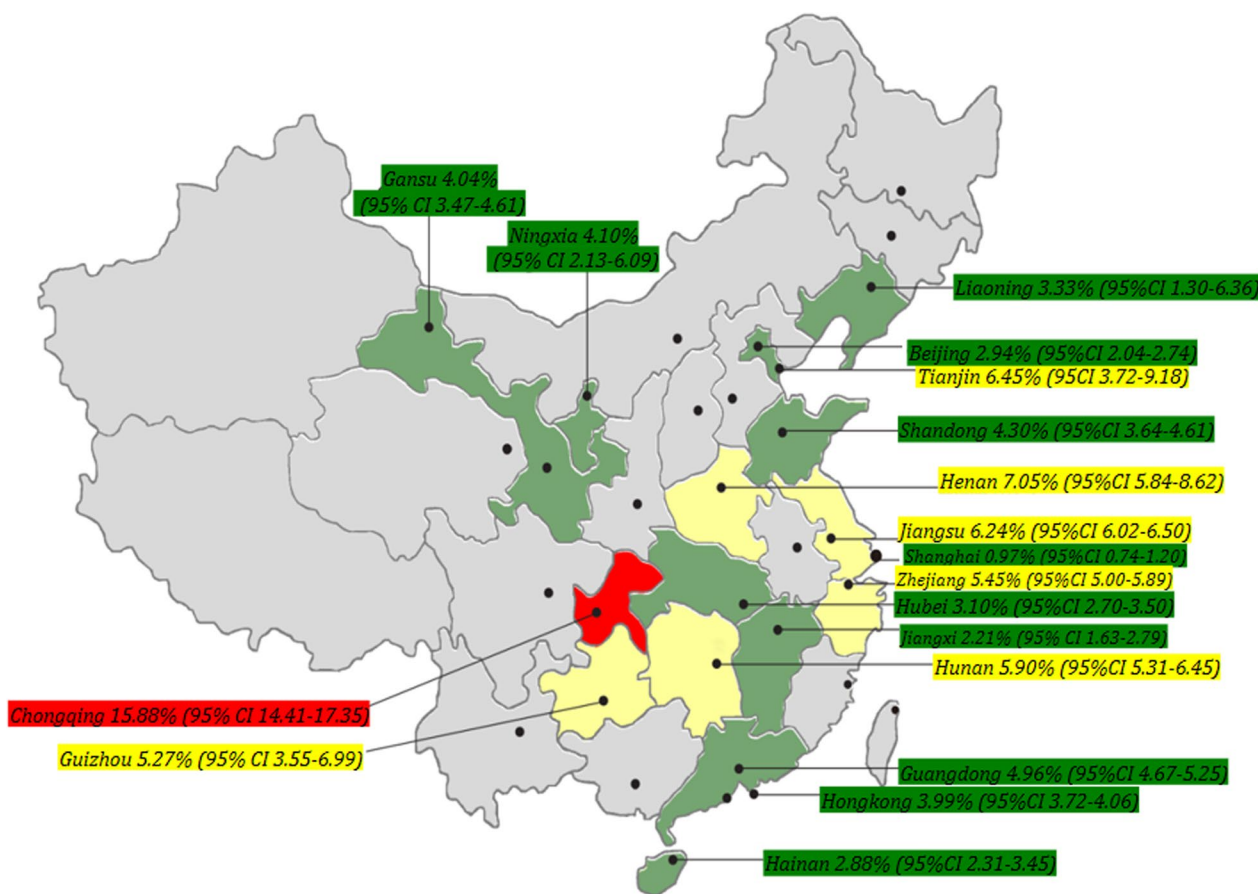 Gansu 4.04%
(95% CI 3.47-4.61)
Ningxia 4.10%
(95% CI 2.13-6.09)
Liaoning 3.33% (95%CI 1.30-6.36)
Beijing 2.94% (95%CI 2.04-2.74)
Tianjin 6.45% (95CI 3.72-9.18)
Shandong 4.30% (95%CI 3.64-4.61)
Henan 7.05% (95%CI 5.84-8.62)
Jiangsu 6.24% (95%CI 6.02-6.50)
Shanghai 0.97% (95%CI 0.74-1.20)
Zhejiang 5.45% (95%CI 5.00-5.89)
Hubei 3.10% (95%CI 2.70-3.50)
Jiangxi 2.21% (95% CI 1.63-2.79)
Hunan 5.90% (95%CI 5.31-6.45)
Chongqing 15.88% (95% CI 14.41-17.35)
Guizhou 5.27% (95% CI 3.55-6.99)
Guangdong 4.96% (95%CI 4.67-5.25)
Hongkong 3.99% (95%CI 3.72-4.06)
Hainan 2.88% (95%CI 2.31-3.45)